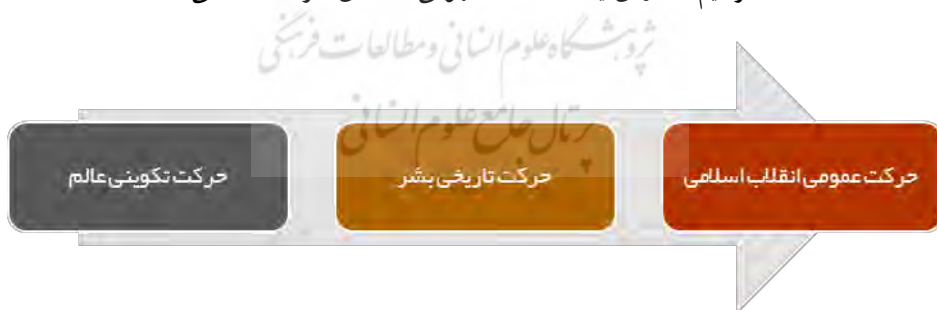 پژوهشگاه علوم انسانی و مطالعات فرهنگی
پرتال جامع علوم انسانی
حرکت عمومی انقلاب اسلامی
حرکت تاریخی بشر
حرکت تکوینی عالم